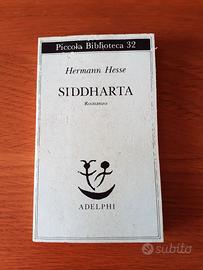 Piccola Biblioteca 32
Hermann Hesse
SIDDHARTA
Romanzo
ADELPHI
subito